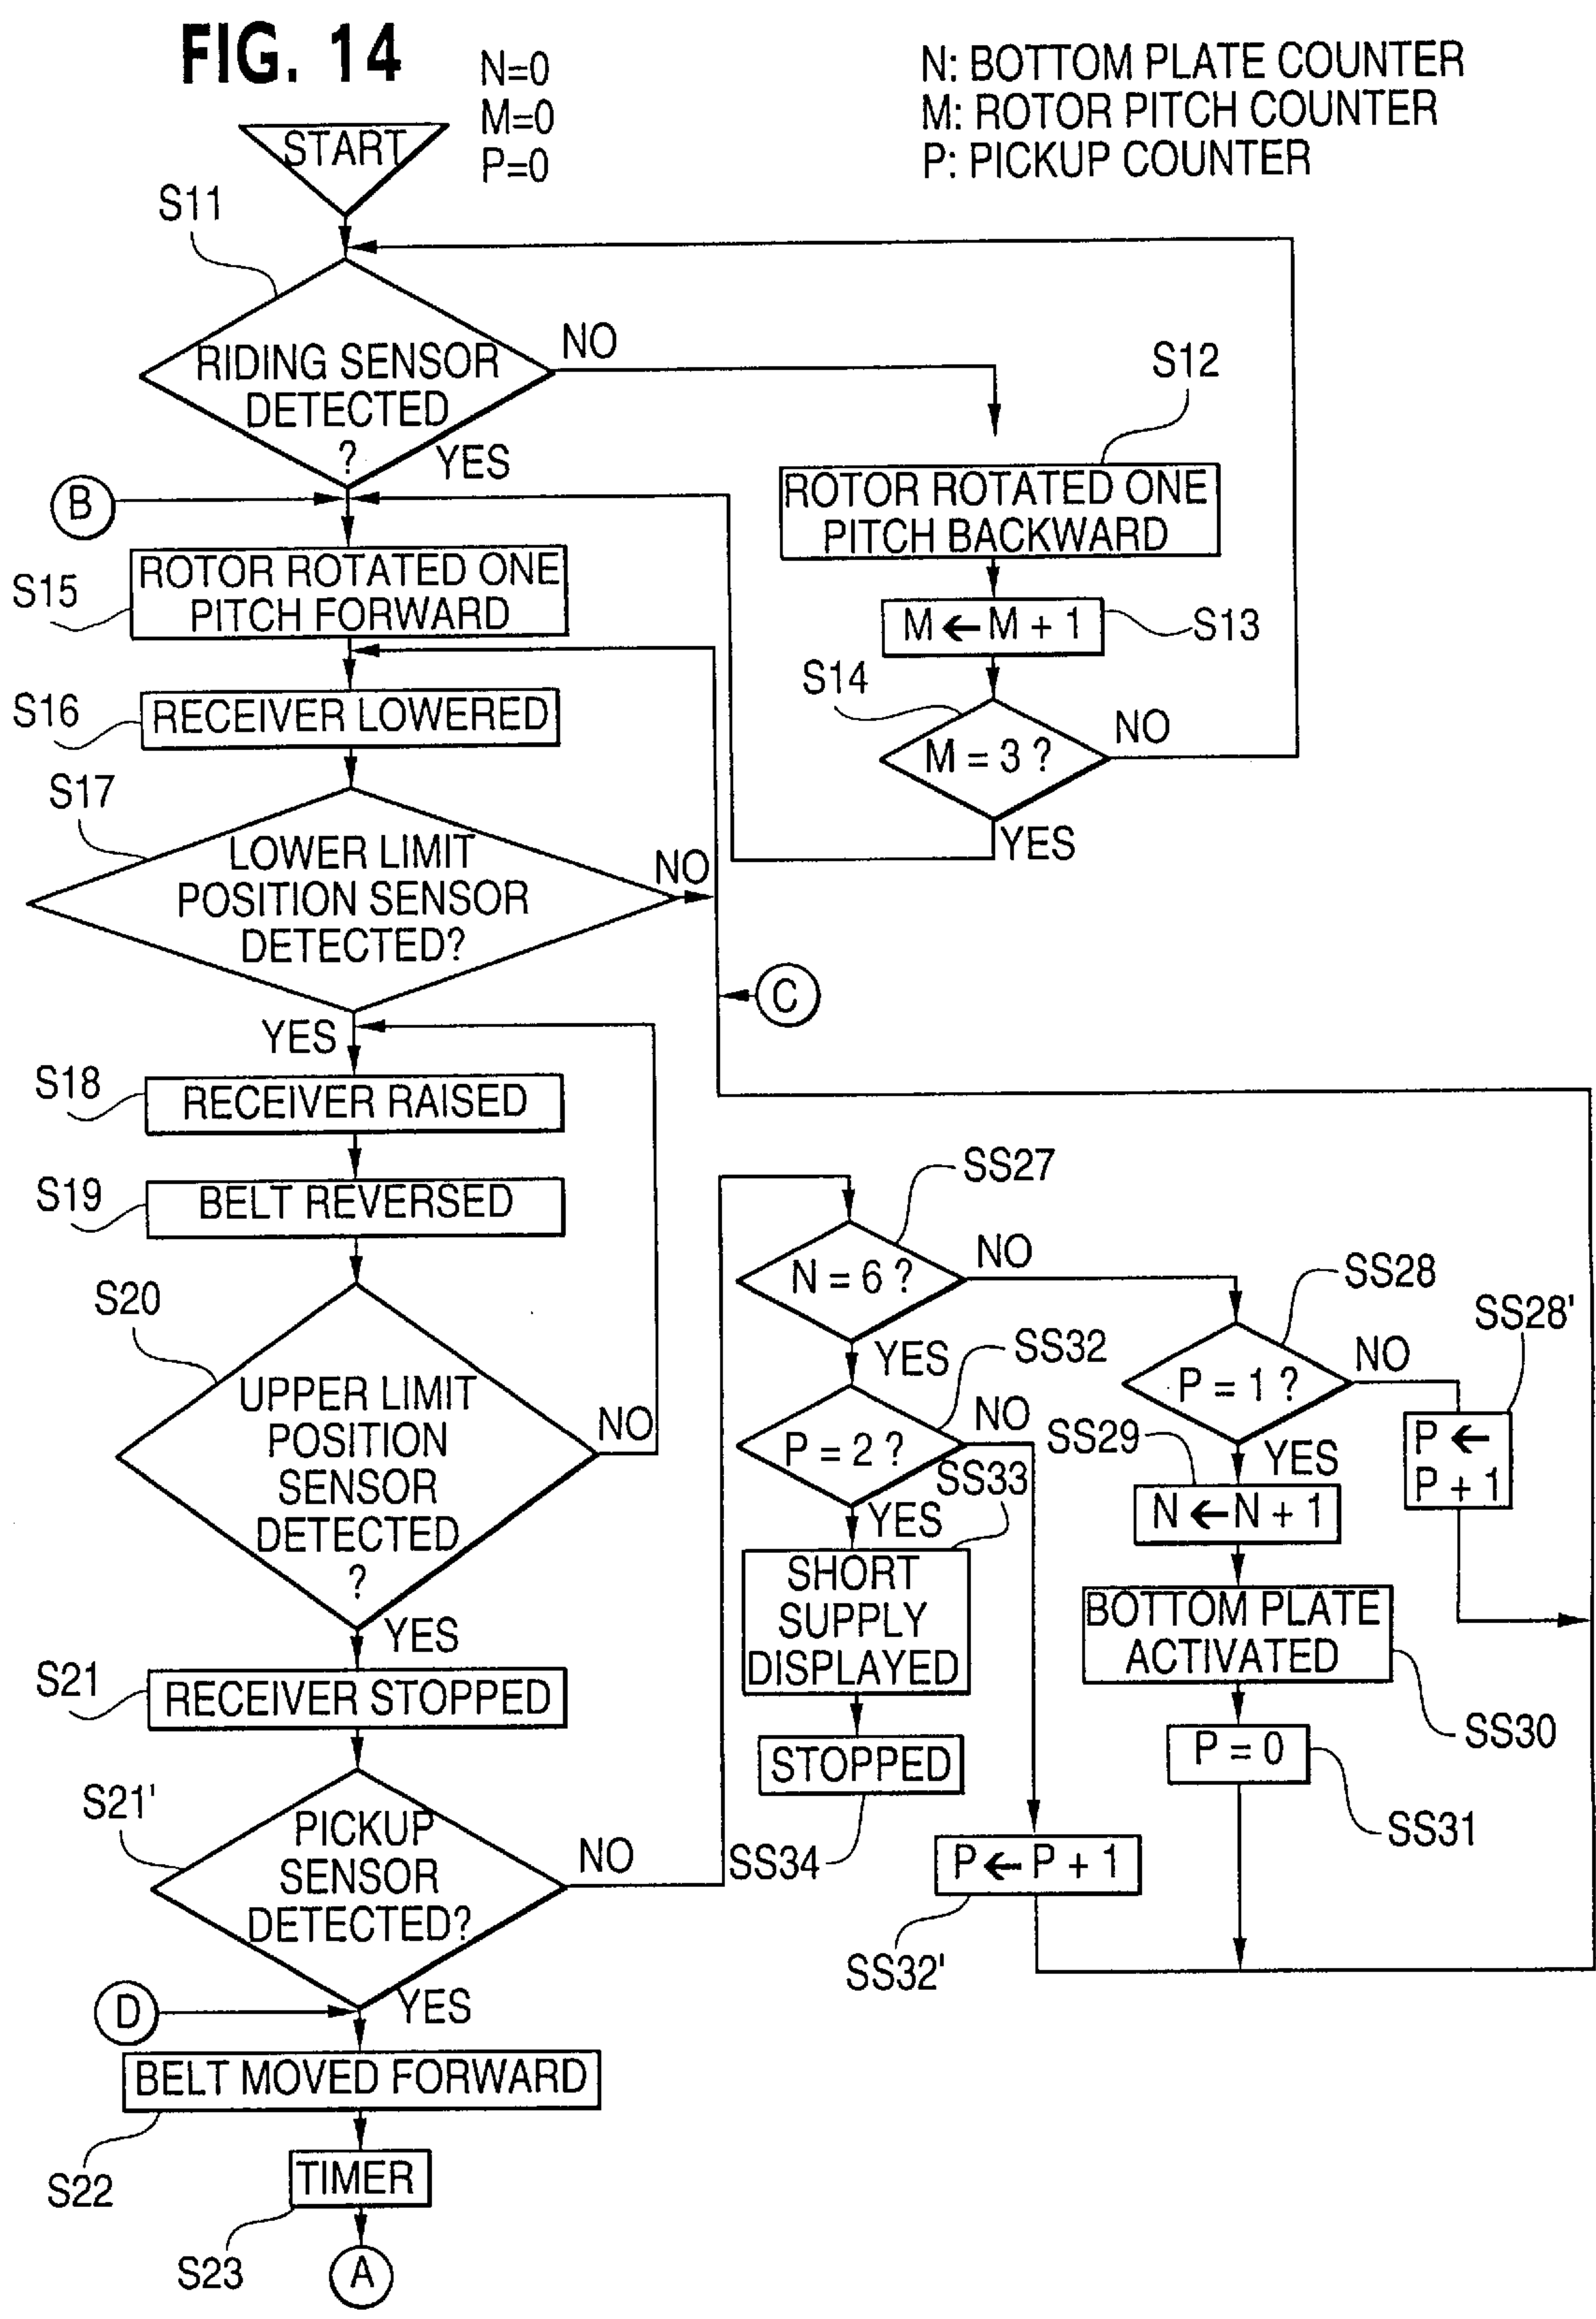 FIG. 14
N=0
M=0
P=0
N: BOTTOM PLATE COUNTER
M: ROTOR PITCH COUNTER
P: PICKUP COUNTER
START
S11
RIDING SENSOR
DETECTED
?
NO
YES
S12
ROTOR ROTATED ONE
PITCH BACKWARD
M ← M + 1
S13
S14
M = 3 ?
NO
YES
B
S15
ROTOR ROTATED ONE
PITCH FORWARD
S16
RECEIVER LOWERED
S17
LOWER LIMIT
POSITION SENSOR
DETECTED?
NO
YES
C
S18
RECEIVER RAISED
S19
BELT REVERSED
S20
UPPER LIMIT
POSITION
SENSOR
DETECTED
?
NO
YES
S21
RECEIVER STOPPED
S21'
PICKUP
SENSOR
DETECTED?
NO
YES
SS27
N = 6 ?
NO
YES
SS28
P = 1 ?
NO
YES
SS28'
P ←
P + 1
SS29
N ← N + 1
BOTTOM PLATE
ACTIVATED
SS30
P = 0
SS31
SS32
P = 2 ?
NO
YES
SS33
SHORT
SUPPLY
DISPLAYED
STOPPED
SS34
P ← P + 1
SS32'
D
BELT MOVED FORWARD
S22
TIMER
S23
A